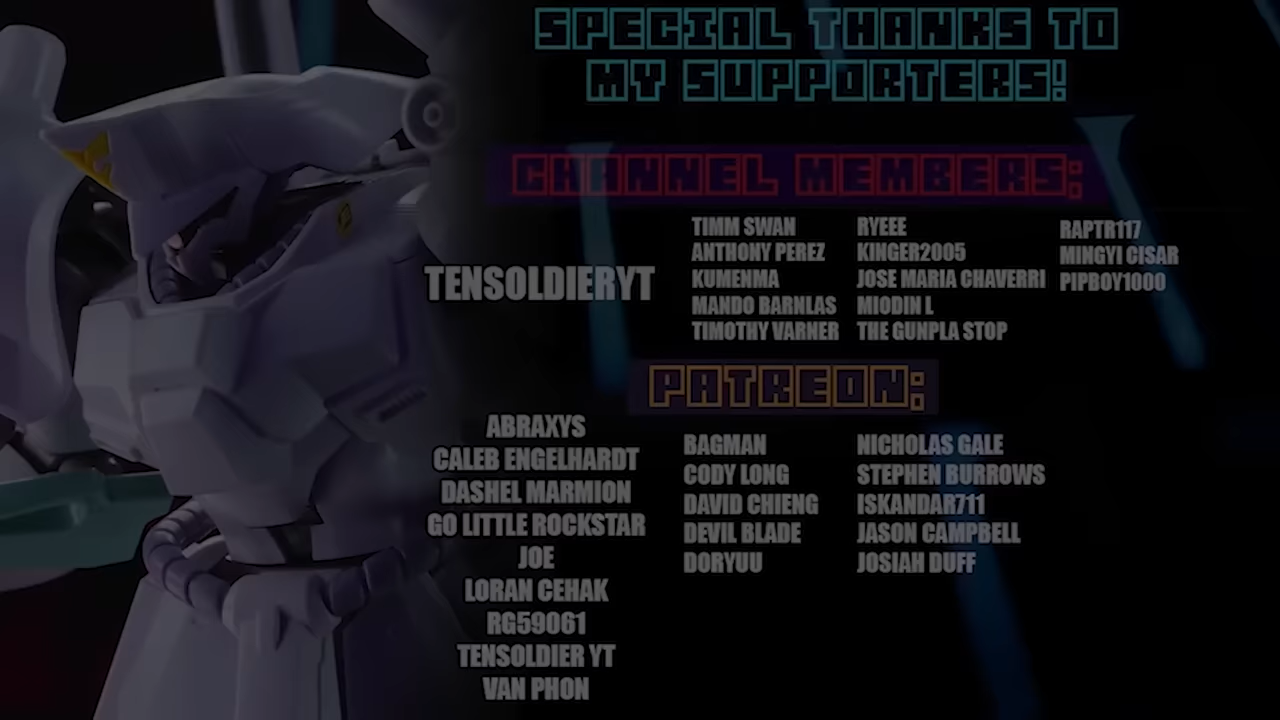 SPECIAL THANKS TO
MY SUPPORTERS!
CHANNEL MEMBERS:
TENSOLDIERYT
TIMM SWAN
ANTHONY PEREZ
KUMENMA
MANDO BARNLAS
TIMOTHY VARNER
RYEEE
KINGER2005
JOSE MARIA CHAVERRI
MIODIN L
THE GUNPLA STOP
RAPTR117
MINGYI CISAR
PIPBOY1000
PATREON:
ABRAXYS
CALEB ENGELHARDT
DASHEL MARMION
GO LITTLE ROCKSTAR
JOE
LORAN CEHAK
RG59061
TENSOLDIER YT
VAN PHON
BAGMAN
CODY LONG
DAVID CHIENG
DEVIL BLADE
DORYUU
NICHOLAS GALE
STEPHEN BURROWS
ISKANDAR711
JASON CAMPBELL
JOSIAH DUFF